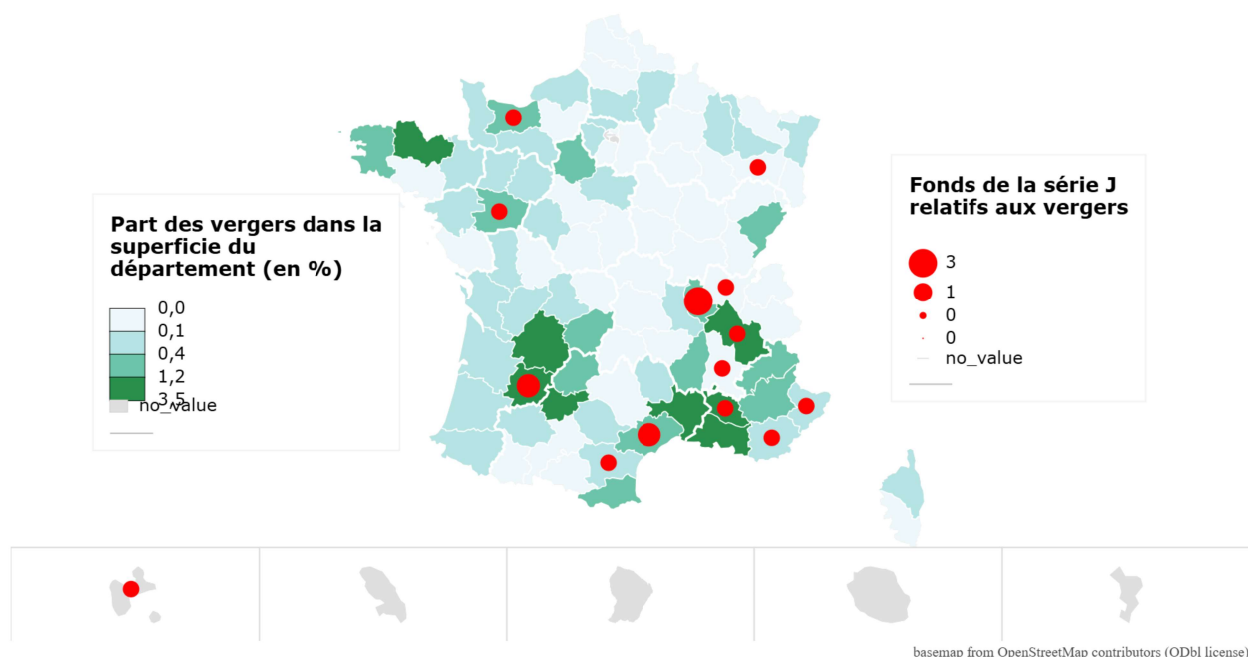 Part des vergers dans la
superficie du
département (en %)
0,0
0,1
0,4
1,2
3,5
no_value
Fonds de la série J
relatifs aux vergers
3
1
0
0
no_value
basemap from OpenStreetMap contributors (ODbl license)